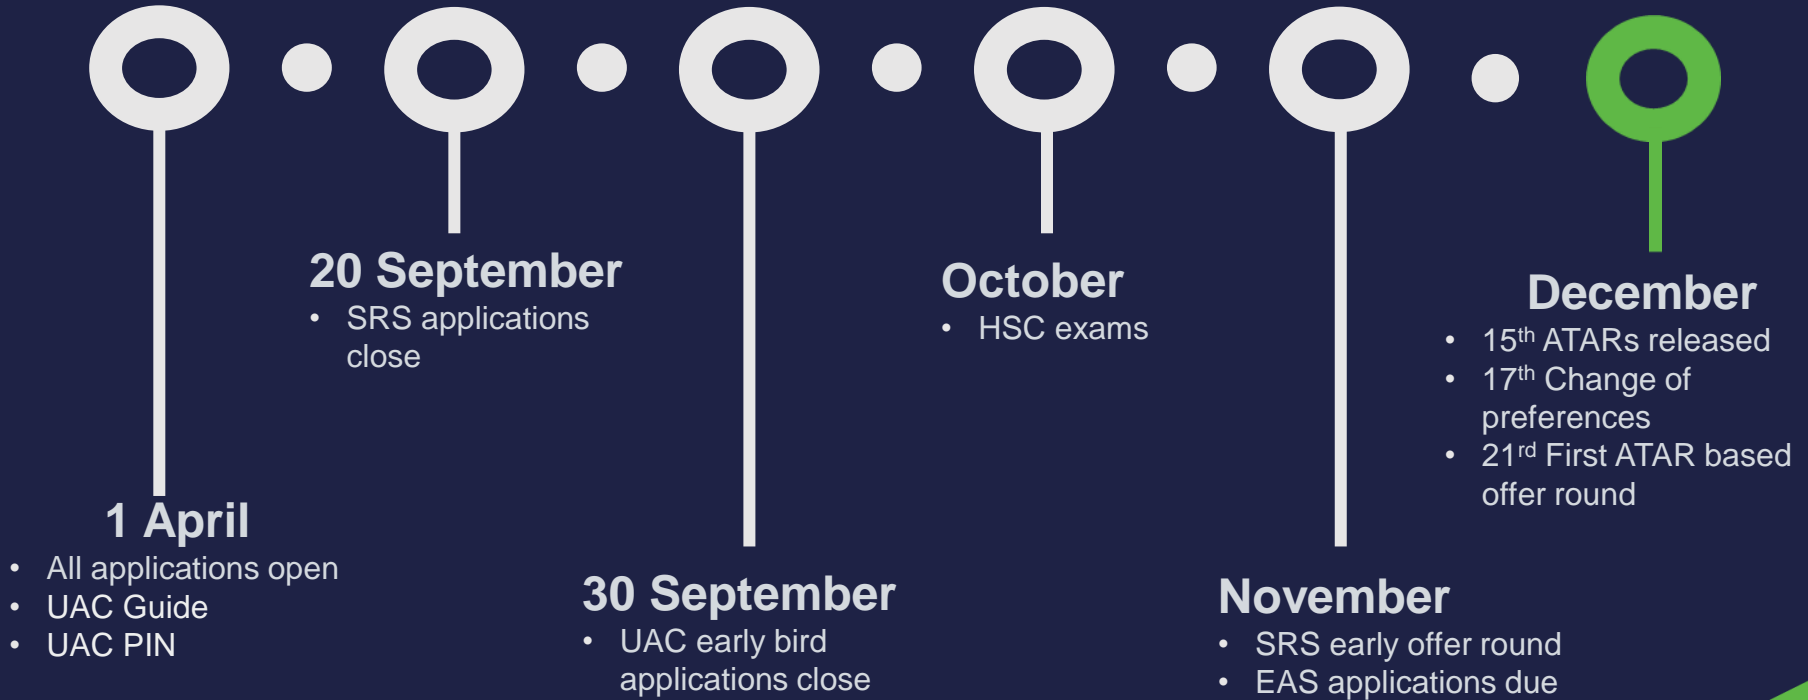 1 April
• All applications open
• UAC Guide
• UAC PIN
20 September
• SRS applications
close
30 September
• UAC early bird
applications close
October
• HSC exams
November
• SRS early offer round
• EAS applications due
December
• 15th ATARs released
• 17th Change of
preferences
• 21rd First ATAR based
offer round